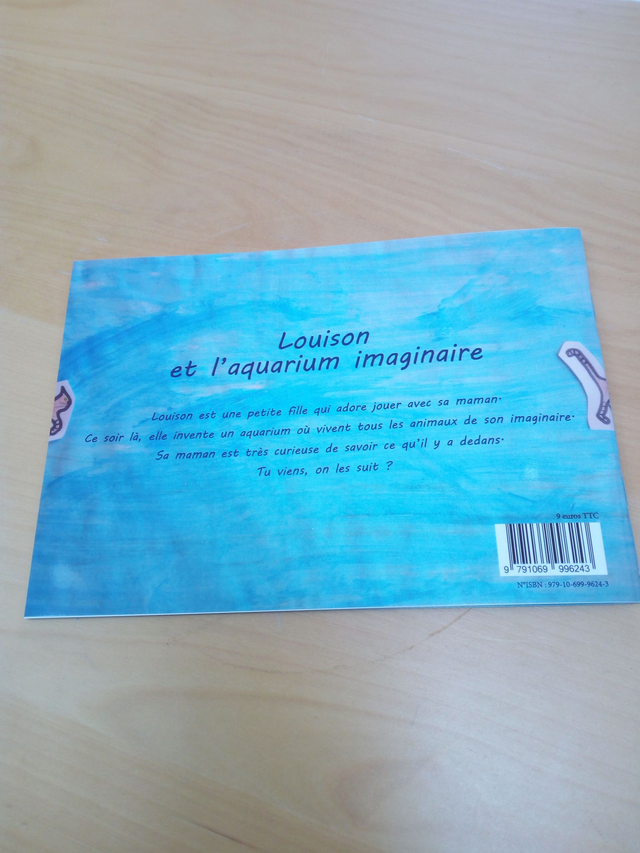 Louison
et l'aquarium imaginaire
Louison est une petite fille qui adore jouer avec sa maman.
Ce soir là, elle invente un aquarium où vivent tous les animaux de son imaginaire.
Sa maman est très curieuse de savoir ce qu'il y a dedans.
Tu viens, on les suit ?
9 euros TTC
9 791069 996243
N°ISBN : 979-10-699-9624-3